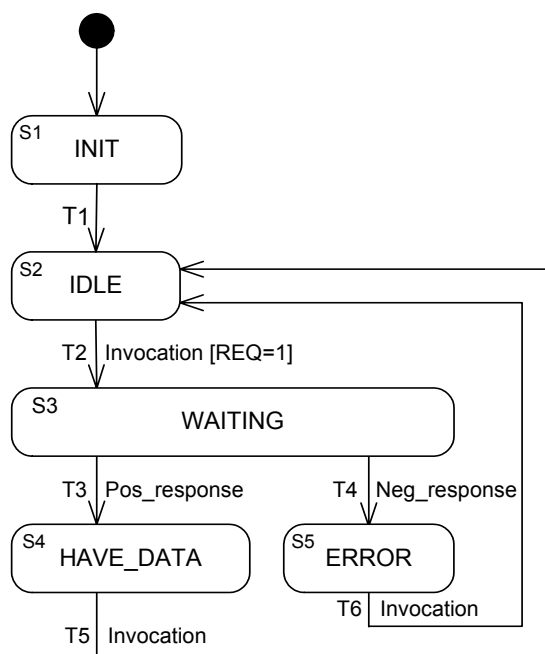 S1
INIT
T1
S2
IDLE
T2 Invocation [REQ=1]
S3
WAITING
T3 Pos_response
T4 Neg_response
S4
HAVE_DATA
S5
ERROR
T6 Invocation
T5 Invocation